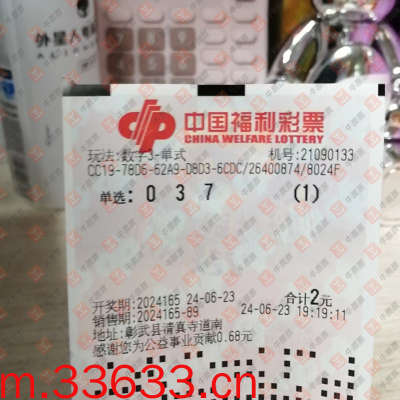 外星人
中国福利彩票
CHINA WELFARE LOTTERY
玩法:数字3-单式 机号:21090133
CC19-78D6-62A9-D8D3-6CDC/26400874/8024F
单选: 0 3 7 (1)
开奖期:2024165 24-06-23 合计2元
销售期:2024165-89 24-06-23 19:19:11
地址:彰武县清真寺道南
感谢您为公益事业贡献0.68元
m.33633.cn